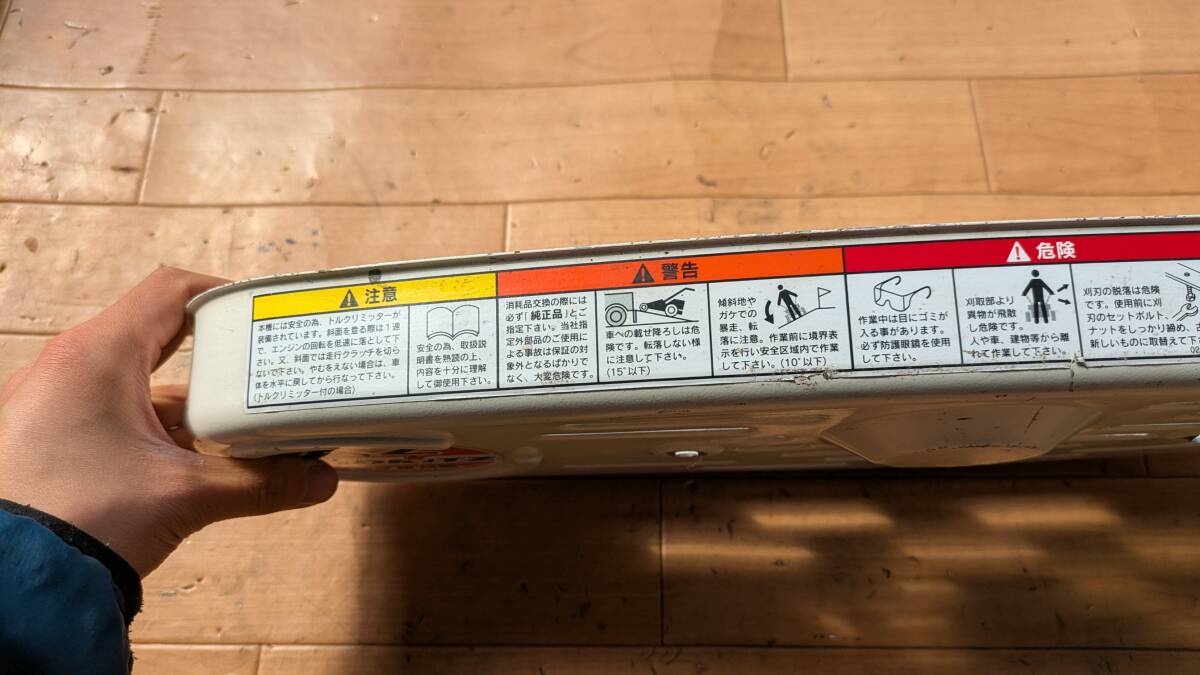 注意
本機には安全の為、トルクリミッターが
装備されています。斜面を登る際は１速
で、エンジンの回転を低速に落として下
さい。又、斜面では走行クラッチを切ら
ないで下さい。やむをえない場合は、車
体を水平に戻してから行なって下さい。
(トルクリミッター付の場合)
安全の為、取扱説
明書を熟読の上、
内容を十分に理解
して御使用下さい。
警告
消耗品交換の際には
必ず「純正品」とご
指定下さい。当社指
定外部品のご使用に
よる事故は保証の対
象外となるばかりで
なく、大変危険です。
車への載せ降ろしは危
険です。転落しない様
に注意して下さい。
(15°以下)
傾斜地や
ガケでの
暴走、転
落に注意。作業前に境界表
示を行い安全区域内で作業
して下さい。(10°以下)
危険
作業中は目にゴミが
入る事があります。
必ず防護眼鏡を使用
して下さい。
刈取部より
異物が飛散
し危険です。
人や車、建物等から離
れて作業して下さい。
刈刃の脱落は危険
です。使用前に刈
刃のセットボルト、
ナットをしっかり締め、
新しいものに取替えて下